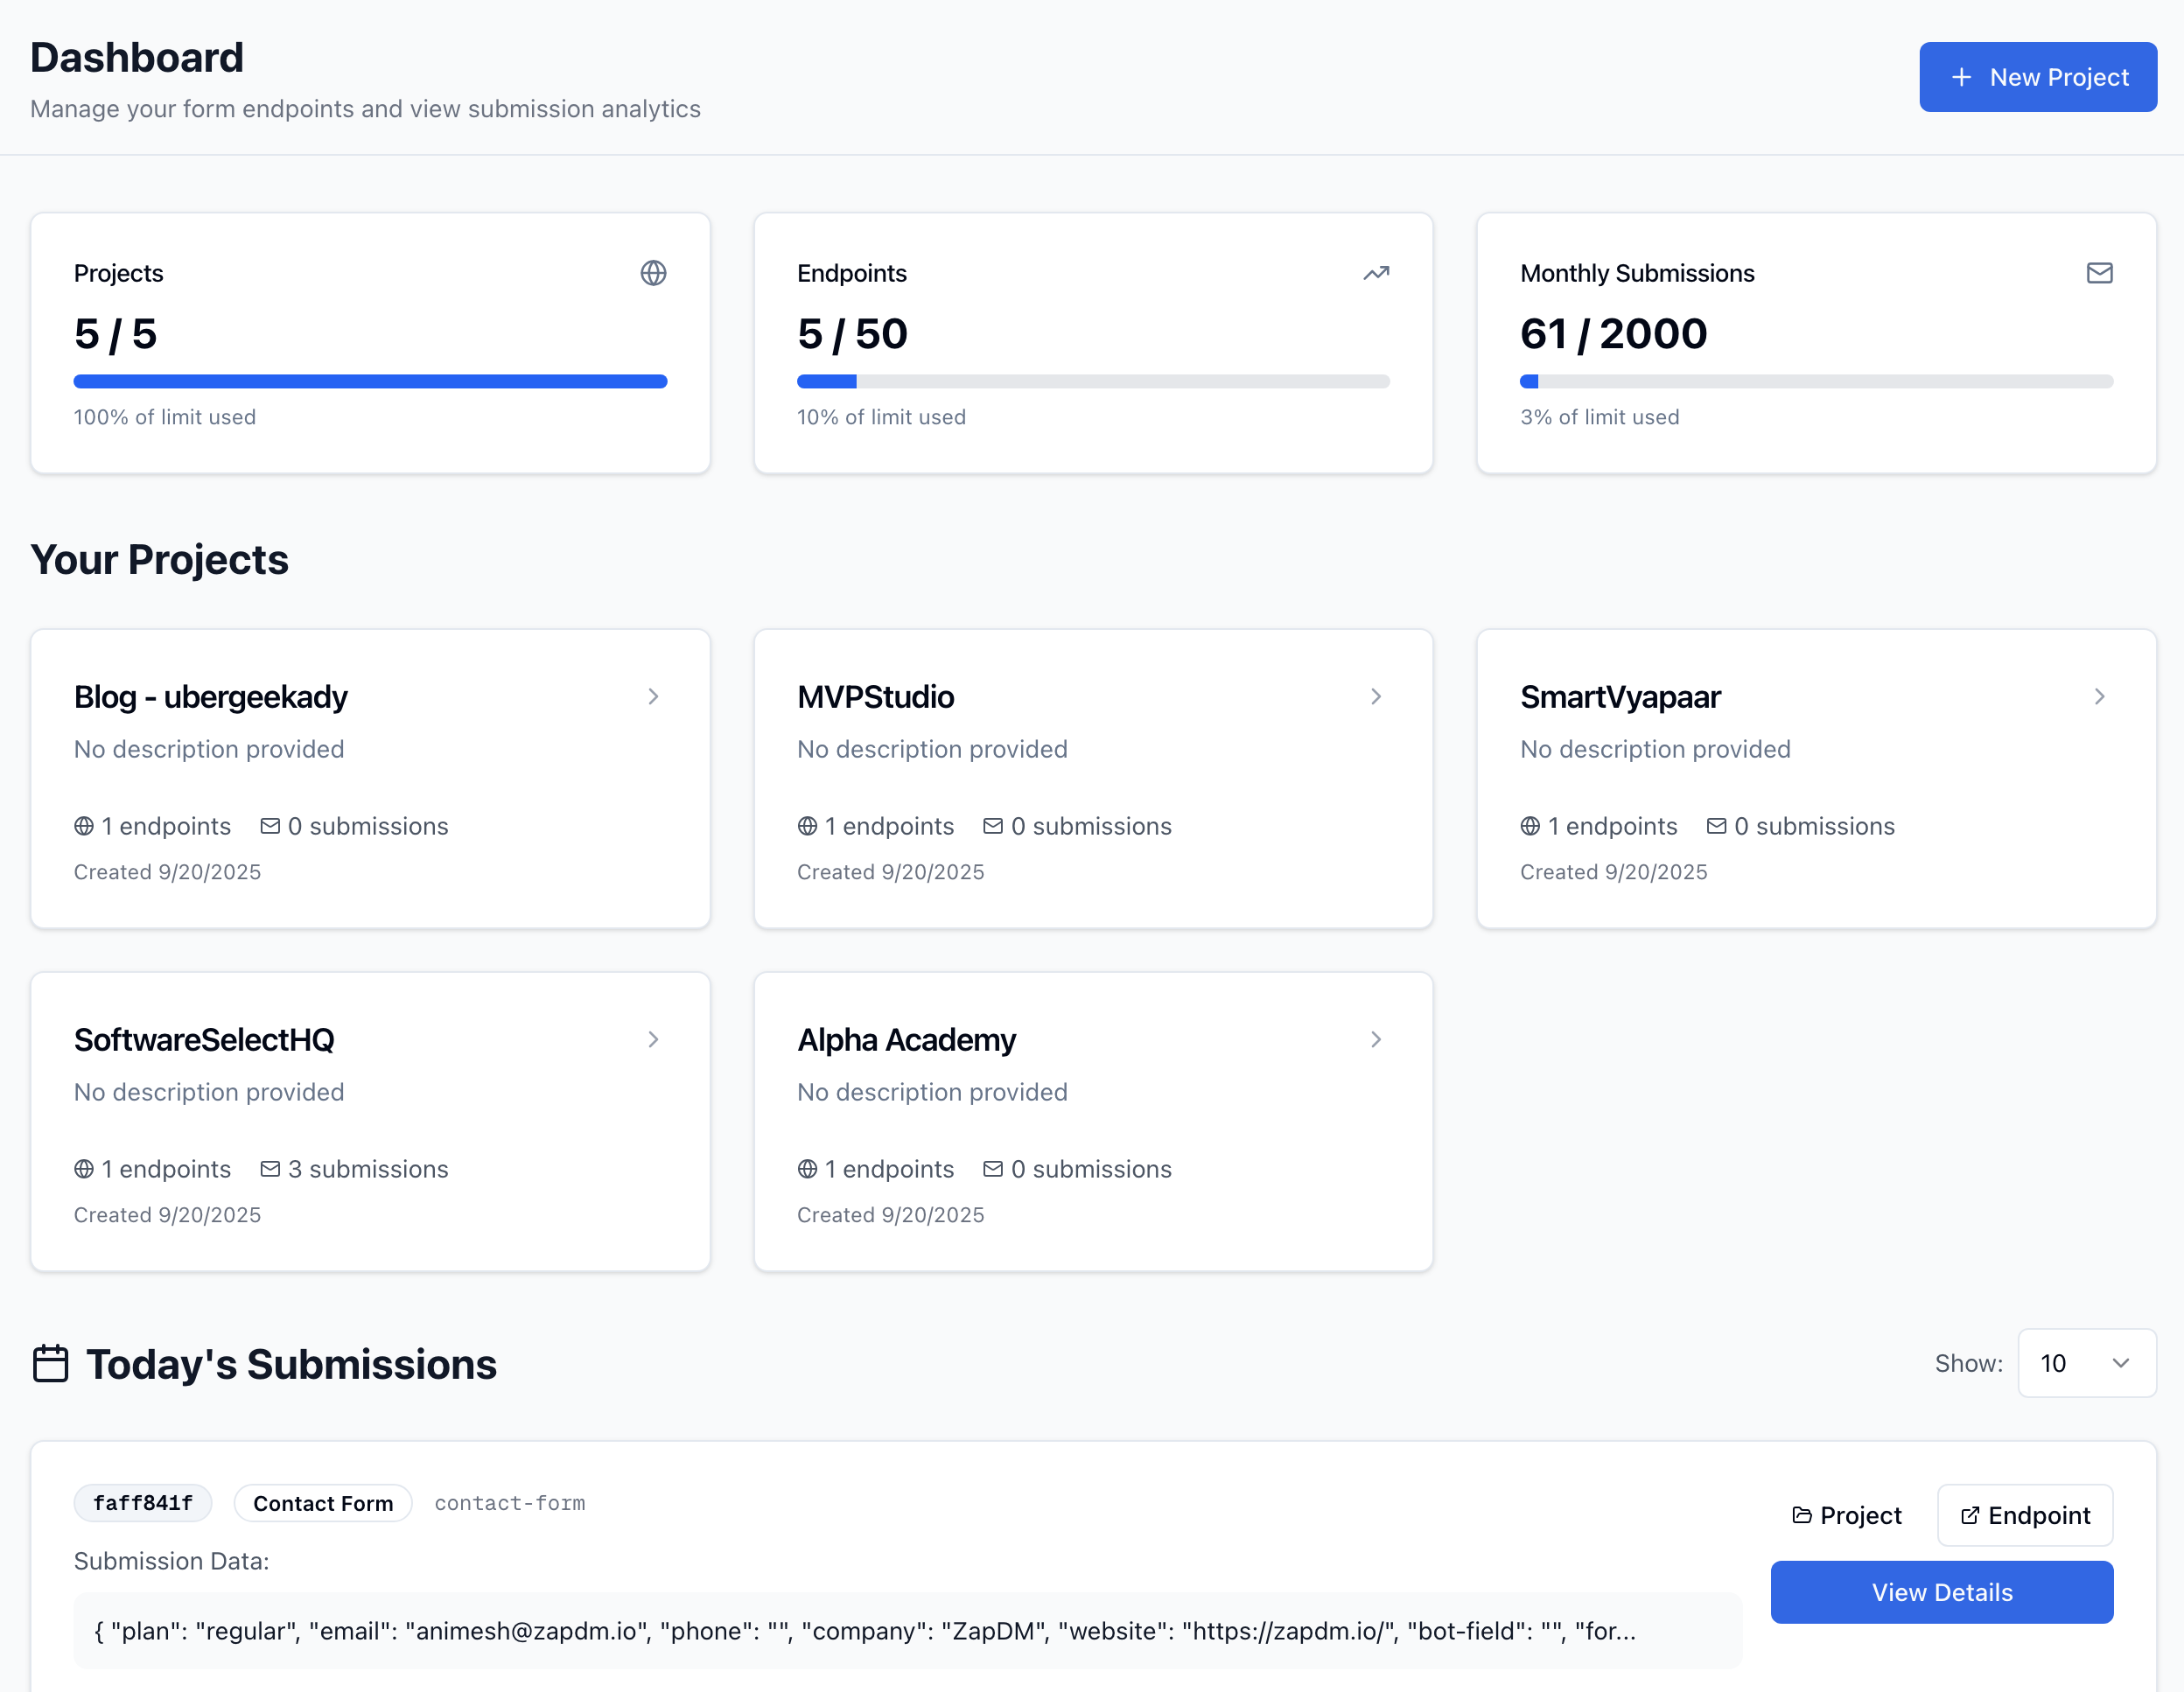 Dashboard
Manage your form endpoints and view submission analytics
New Project
Projects
5 / 5
100% of limit used
Endpoints
5 / 50
10% of limit used
Monthly Submissions
61 / 2000
3% of limit used
Your Projects
Blog - ubergeekady
No description provided
1 endpoints 0 submissions
Created 9/20/2025
MVPStudio
No description provided
1 endpoints 0 submissions
Created 9/20/2025
SmartVyapaar
No description provided
1 endpoints 0 submissions
Created 9/20/2025
SoftwareSelectHQ
No description provided
1 endpoints 3 submissions
Created 9/20/2025
Alpha Academy
No description provided
1 endpoints 0 submissions
Created 9/20/2025
Today's Submissions
Show: 10
faff841f Contact Form contact-form
Project Endpoint
Submission Data:
View Details
{ "plan": "regular", "email": "animesh@zapdm.io", "phone": "", "company": "ZapDM", "website": "https://zapdm.io/", "bot-field": "", "for...